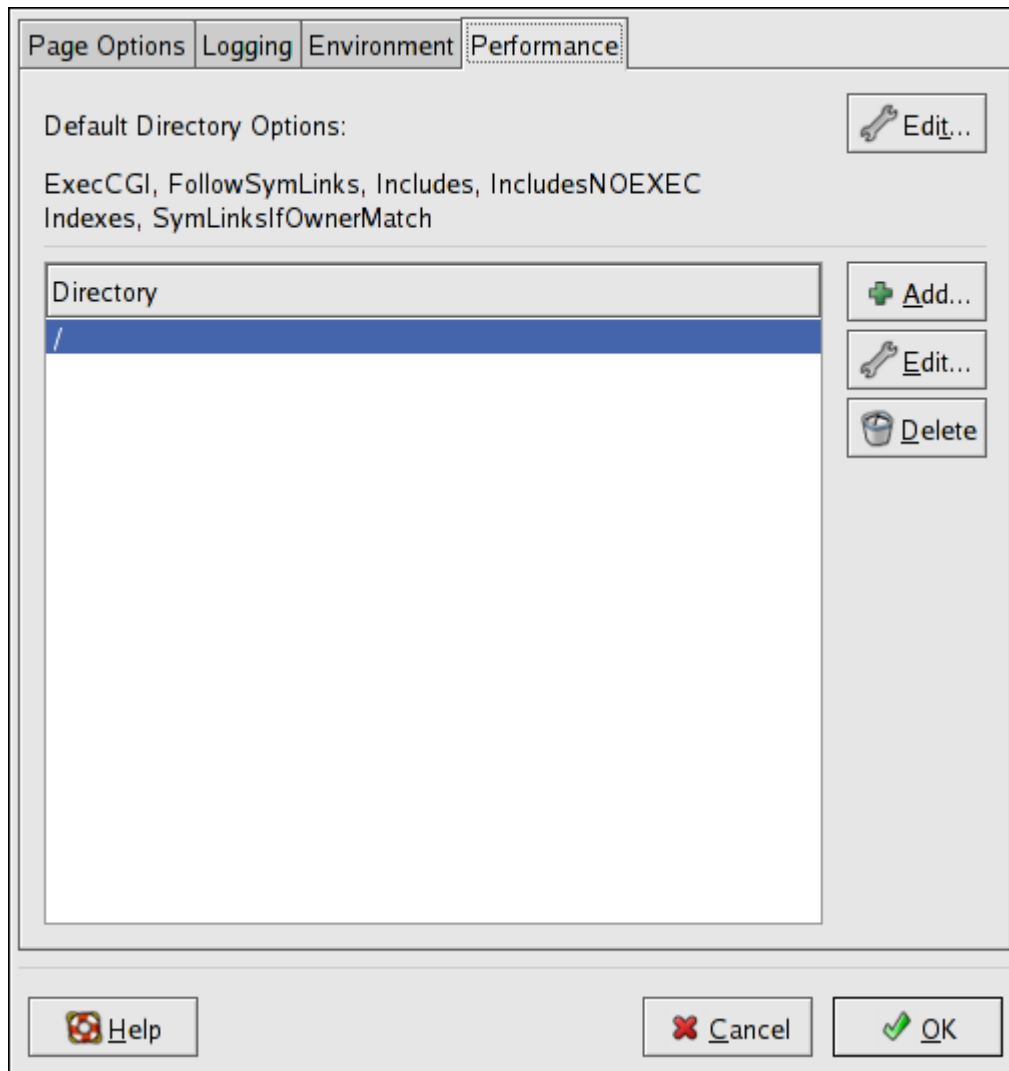 Page Options Logging Environment Performance
Default Directory Options:
Edit...
ExecCGI, FollowSymLinks, Includes, IncludesNOEXEC
Indexes, SymLinksIfOwnerMatch
Directory
/
Add...
Edit...
Delete
Help Cancel OK